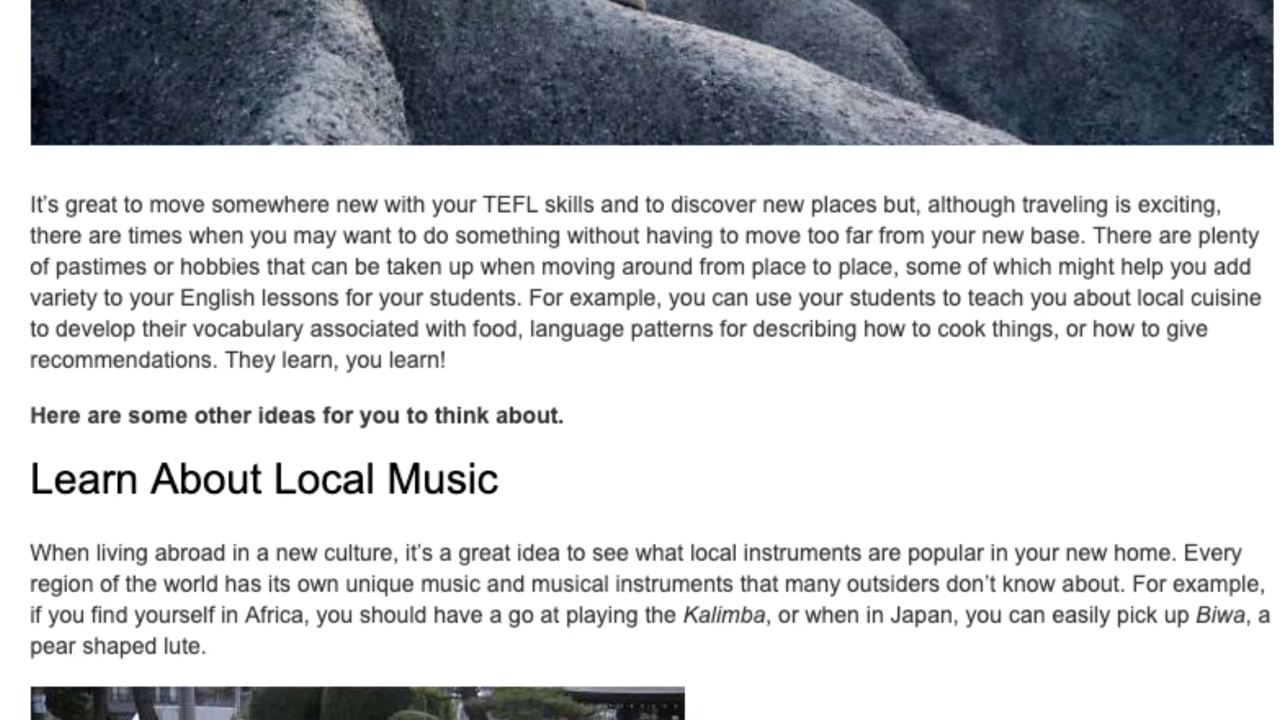 It’s great to move somewhere new with your TEFL skills and to discover new places but, although traveling is exciting,
there are times when you may want to do something without having to move too far from your new base. There are plenty
of pastimes or hobbies that can be taken up when moving around from place to place, some of which might help you add
variety to your English lessons for your students. For example, you can use your students to teach you about local cuisine
to develop their vocabulary associated with food, language patterns for describing how to cook things, or how to give
recommendations. They learn, you learn!
Here are some other ideas for you to think about.
Learn About Local Music
When living abroad in a new culture, it’s a great idea to see what local instruments are popular in your new home. Every
region of the world has its own unique music and musical instruments that many outsiders don’t know about. For example,
if you find yourself in Africa, you should have a go at playing the Kalimba, or when in Japan, you can easily pick up Biwa, a
pear shaped lute.